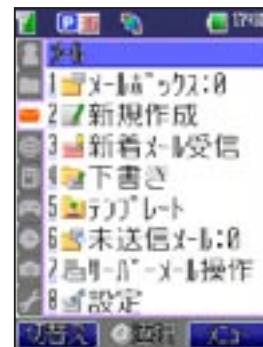 メール
1 メールボックス:0
2 新規作成
3 新着メール受信
4 下書き
5 テンプレート
6 未送信メール:0
7 サーバーメール操作
8 設定
切替え 並行 メニュー